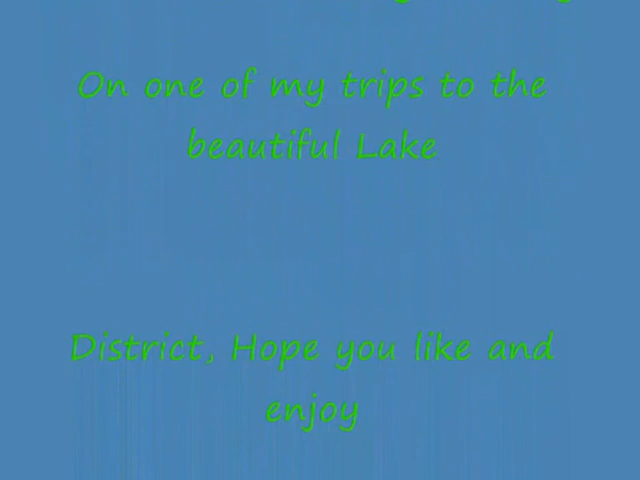 On one of my trips to the
beautiful Lake
District, Hope you like and
enjoy